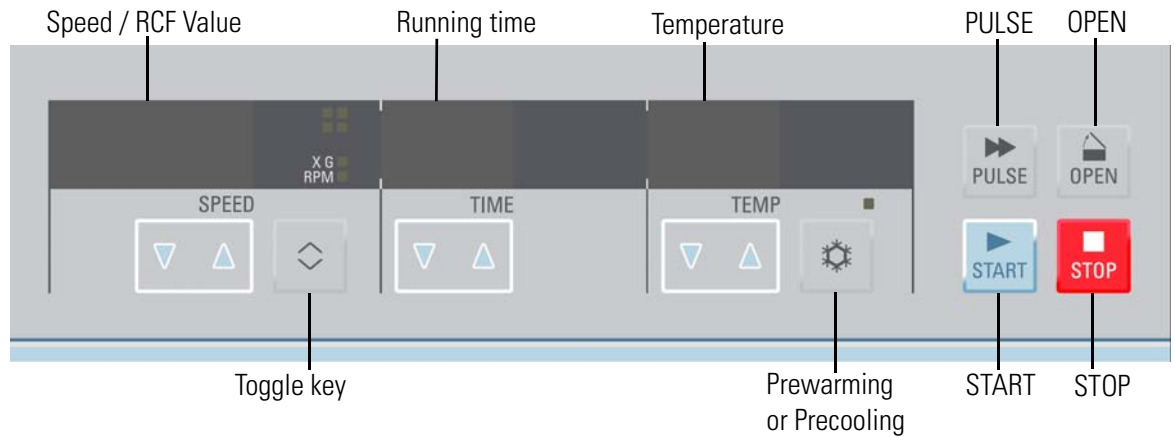 Speed / RCF Value
Running time
Temperature
PULSE
OPEN
X G
RPM
SPEED
TIME
TEMP
PULSE
OPEN
START
STOP
Toggle key
Prewarming
or Precooling
START
STOP